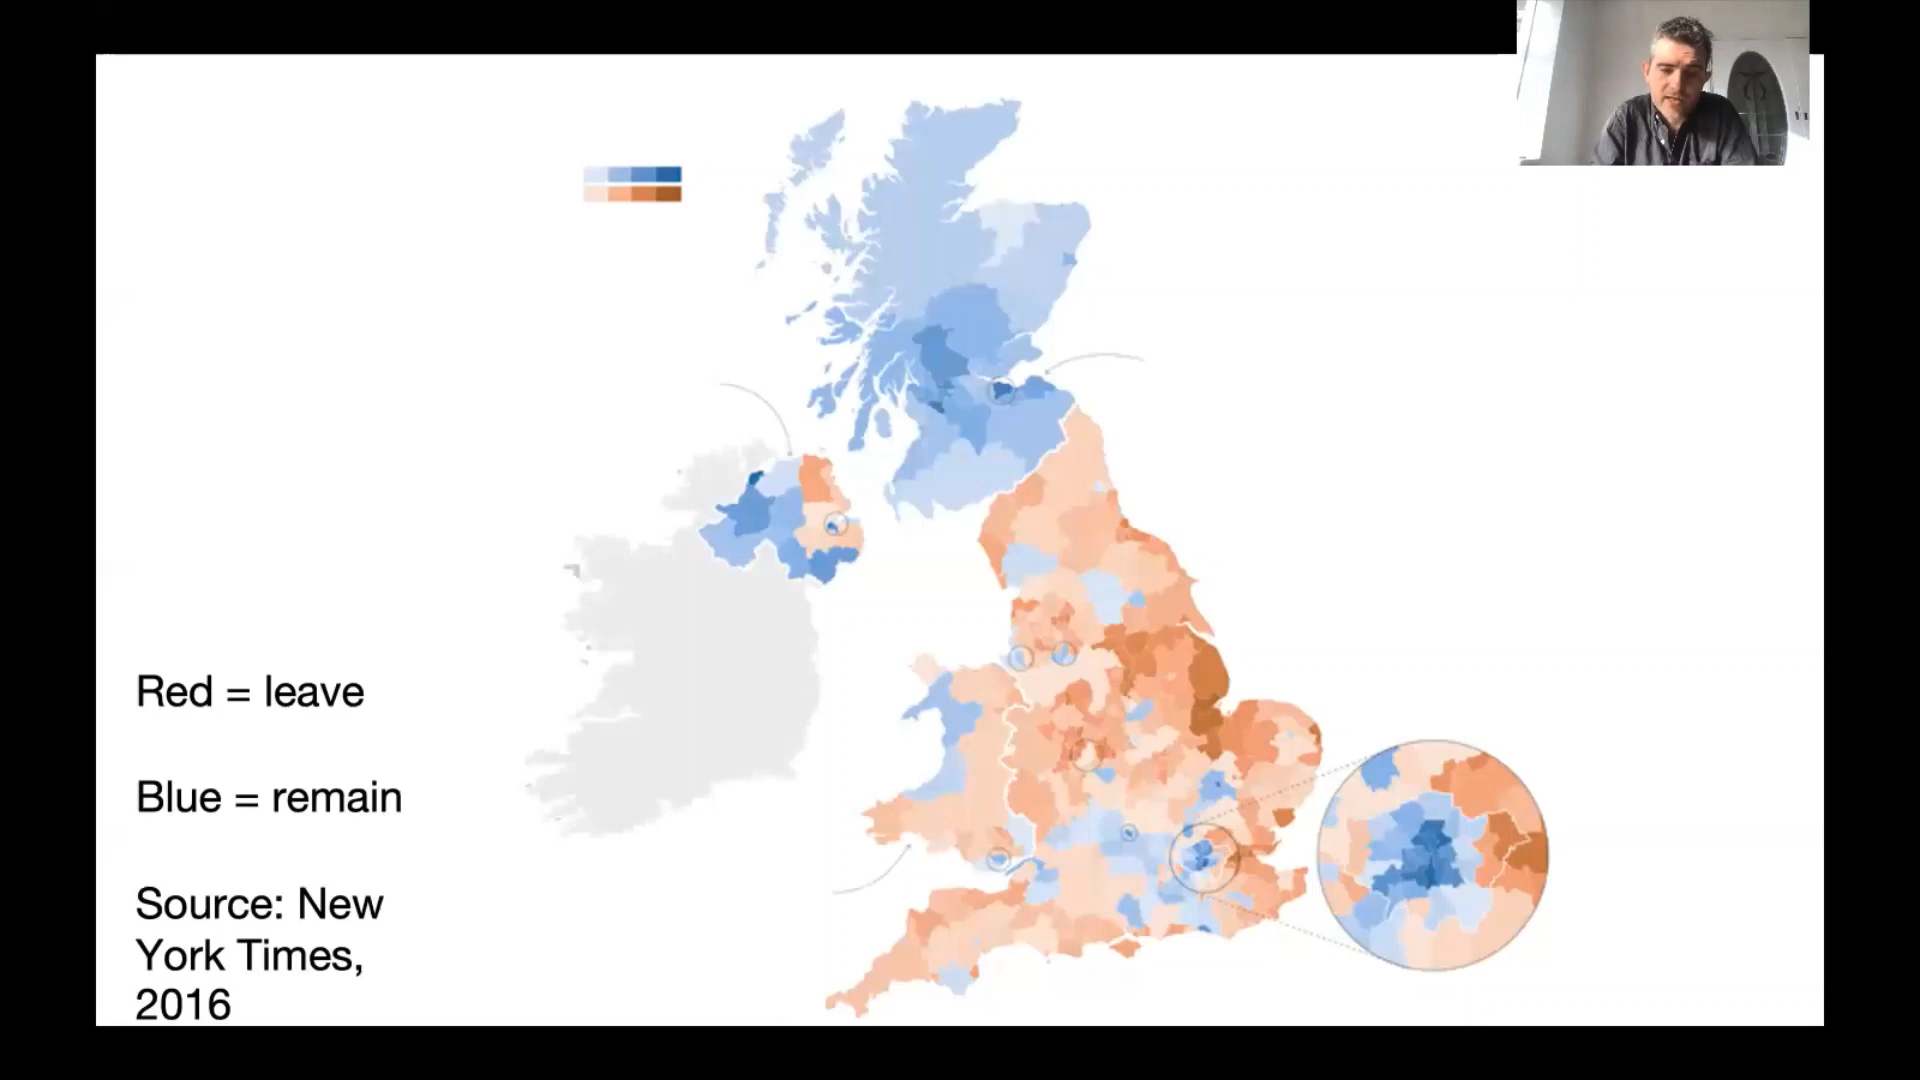 Red = leave
Blue = remain
Source: New
York Times,
2016